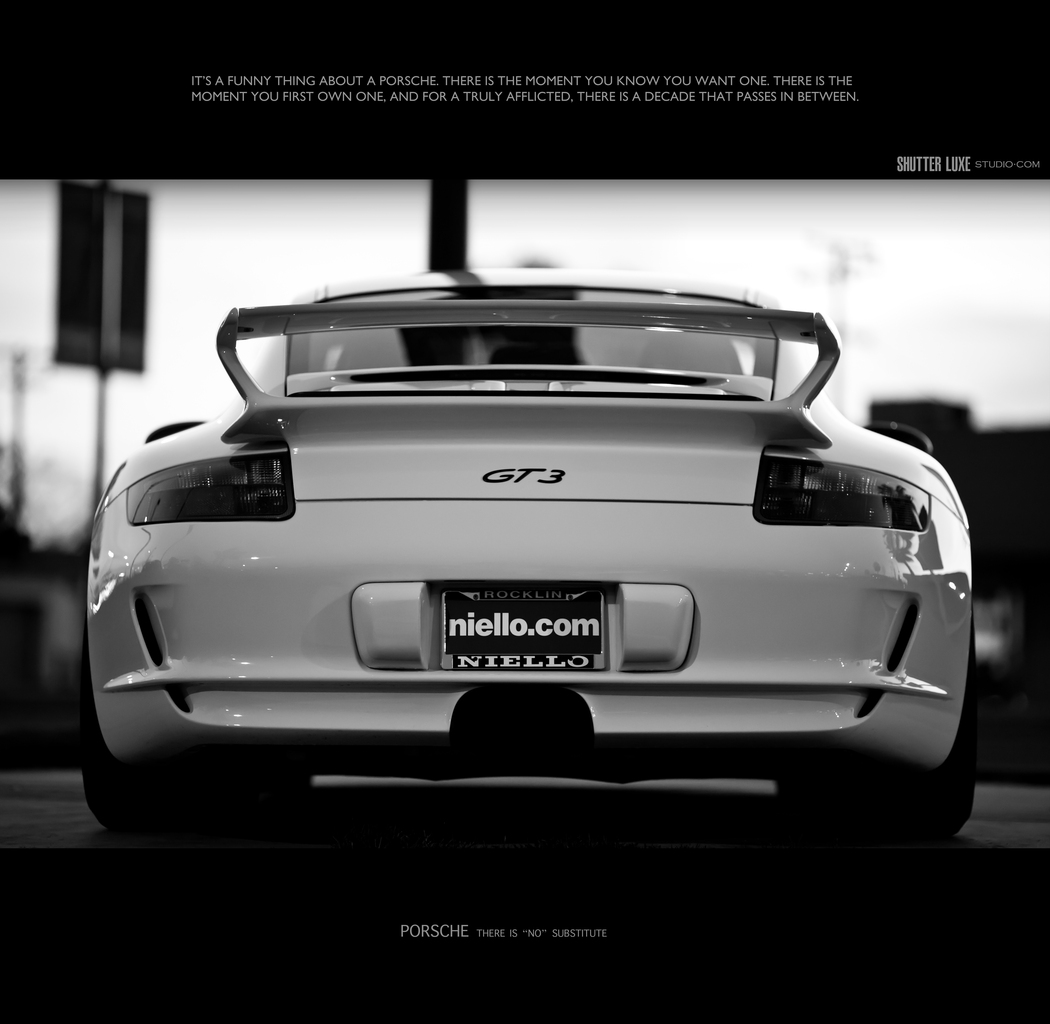 IT'S A FUNNY THING ABOUT A PORSCHE. THERE IS THE MOMENT YOU KNOW YOU WANT ONE. THERE IS THE
MOMENT YOU FIRST OWN ONE, AND FOR A TRULY AFFLICTED, THERE IS A DECADE THAT PASSES IN BETWEEN.
SHUTTER LUXE STUDIO·COM
GT3
ROCKLIN
niello.com
NIELLO
PORSCHE THERE IS “NO” SUBSTITUTE